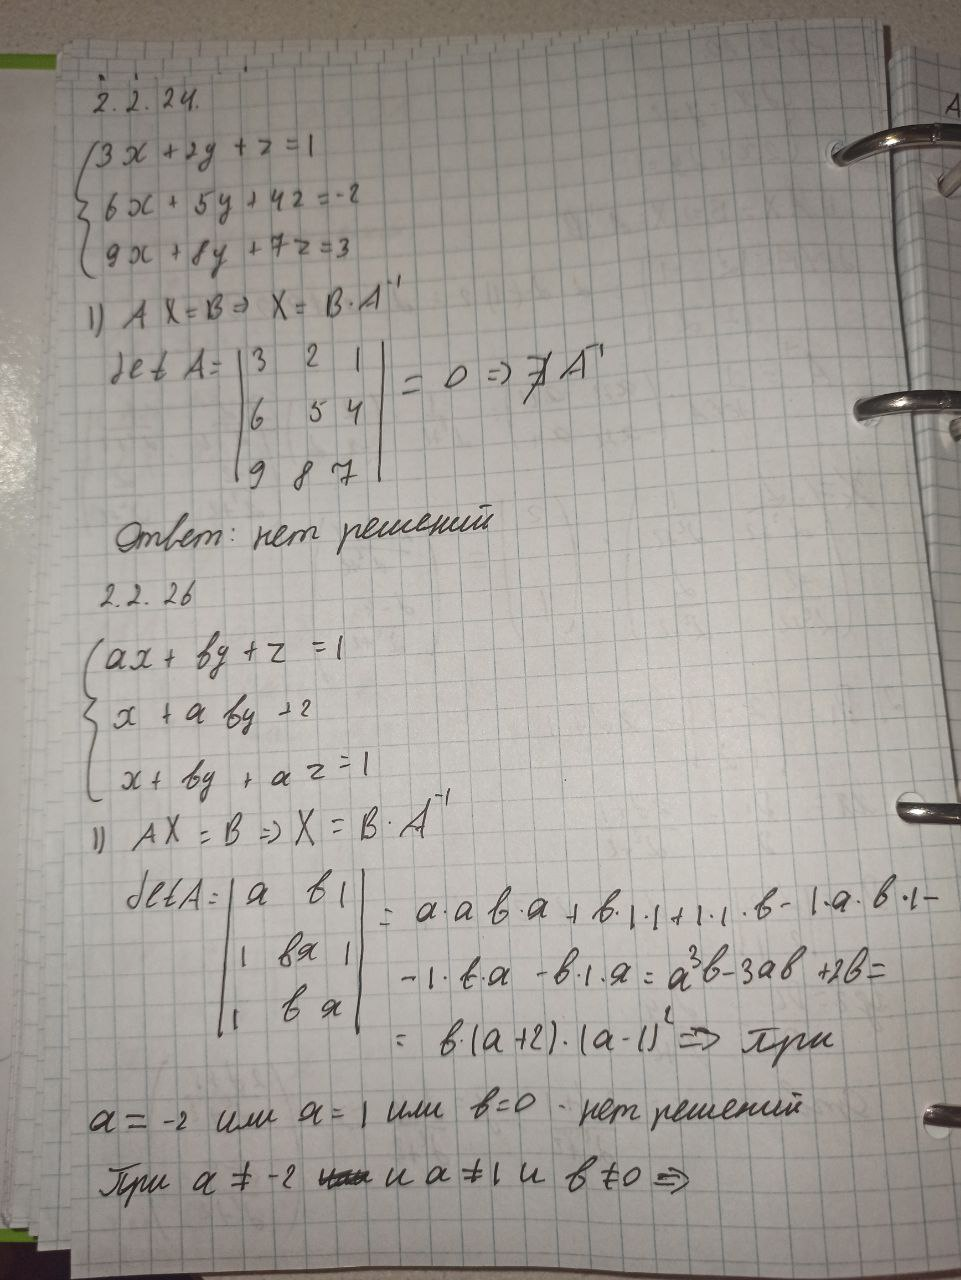 2.2.24.
3x + 2y + z = 1
6x + 5y + 4z = -2
9x + 8y + 7z = 3
1) AX = B => X = B · A⁻¹
det A = |3 2 1| = 0 => ∄ A⁻¹
|6 5 4|
|9 8 7|
Ответ: нет решений
2.2.26
ax + by + z = 1
x + a by + z
x + by + a z = 1
1) AX = B => X = B · A⁻¹
det A = |a b 1| = a·a b·a + b·1·1 + 1·1·b - 1·a·b·1 -
|1 ba 1| - 1·b·a - b·1·a = a³b - 3ab + 2b =
|1 b a| = b·(a+2)·(a-1)² => При
a = -2 или a = 1 или b = 0 - нет решений
При a ≠ -2 и a ≠ 1 и b ≠ 0 =>